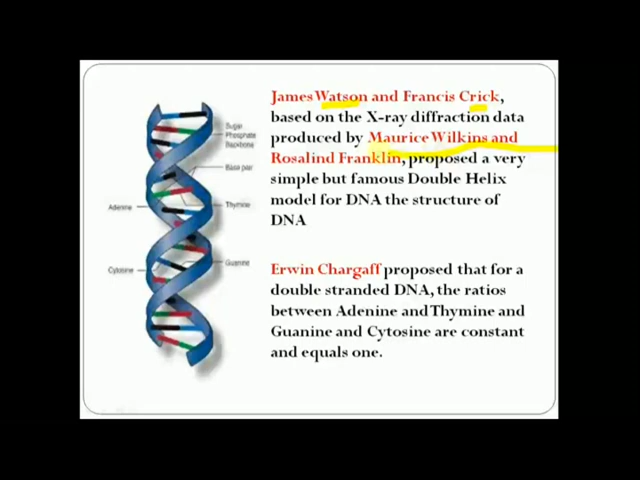 James Watson and Francis Crick,
based on the X-ray diffraction data
produced by Maurice Wilkins and
Rosalind Franklin, proposed a very
simple but famous Double Helix
model for DNA the structure of
DNA
Erwin Chargaff proposed that for a
double stranded DNA, the ratios
between Adenine and Thymine and
Guanine and Cytosine are constant
and equals one.
Sugar
Phosphate
Backbone
Base pair
Adenine
Thymine
Cytosine
Guanine